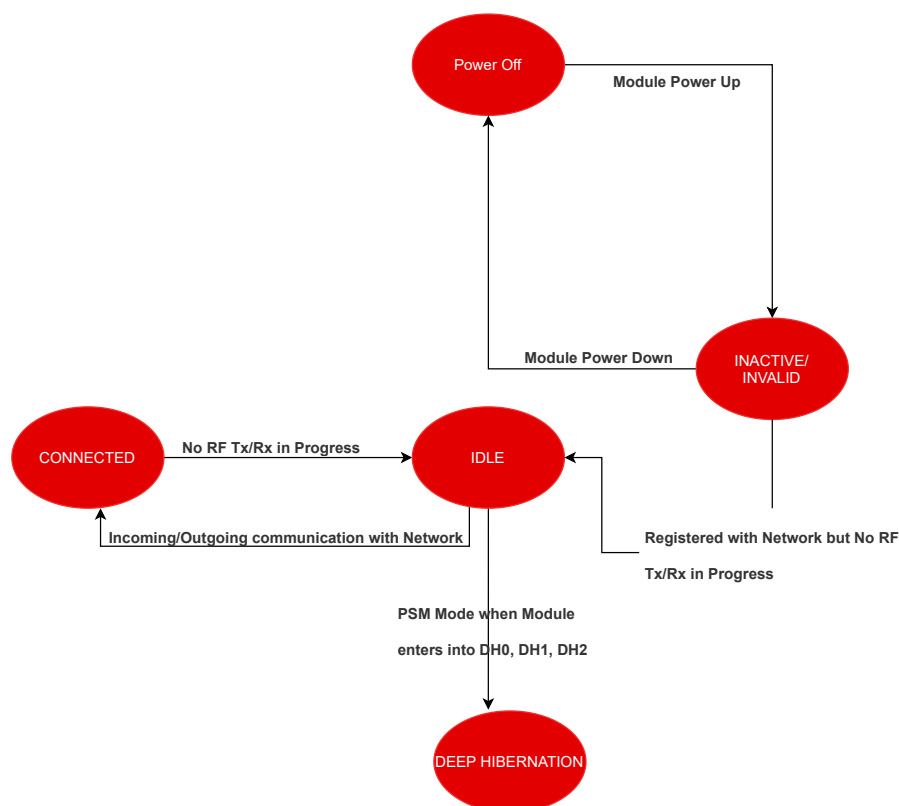 Power Off
Module Power Up
Module Power Down
INACTIVE/
INVALID
CONNECTED
No RF Tx/Rx in Progress
IDLE
Incoming/Outgoing communication with Network
Registered with Network but No RF
Tx/Rx in Progress
PSM Mode when Module
enters into DH0, DH1, DH2
DEEP HIBERNATION